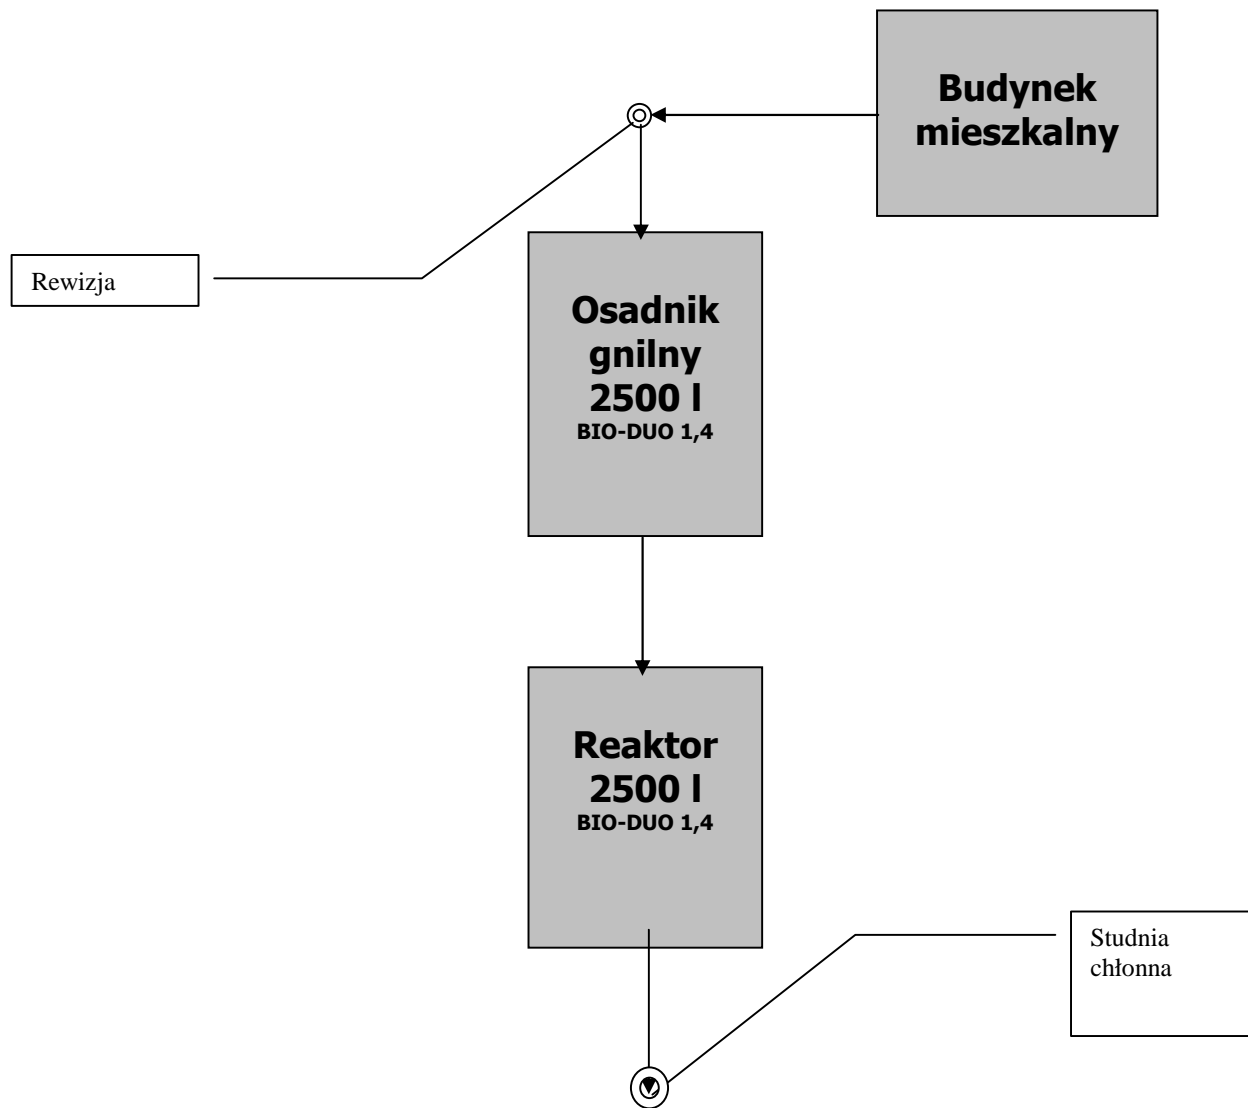 Budynek
mieszkalny
Rewizja
Osadnik
gnilny
2500 l
BIO-DUO 1,4
Reaktor
2500 l
BIO-DUO 1,4
Studnia
chłonna